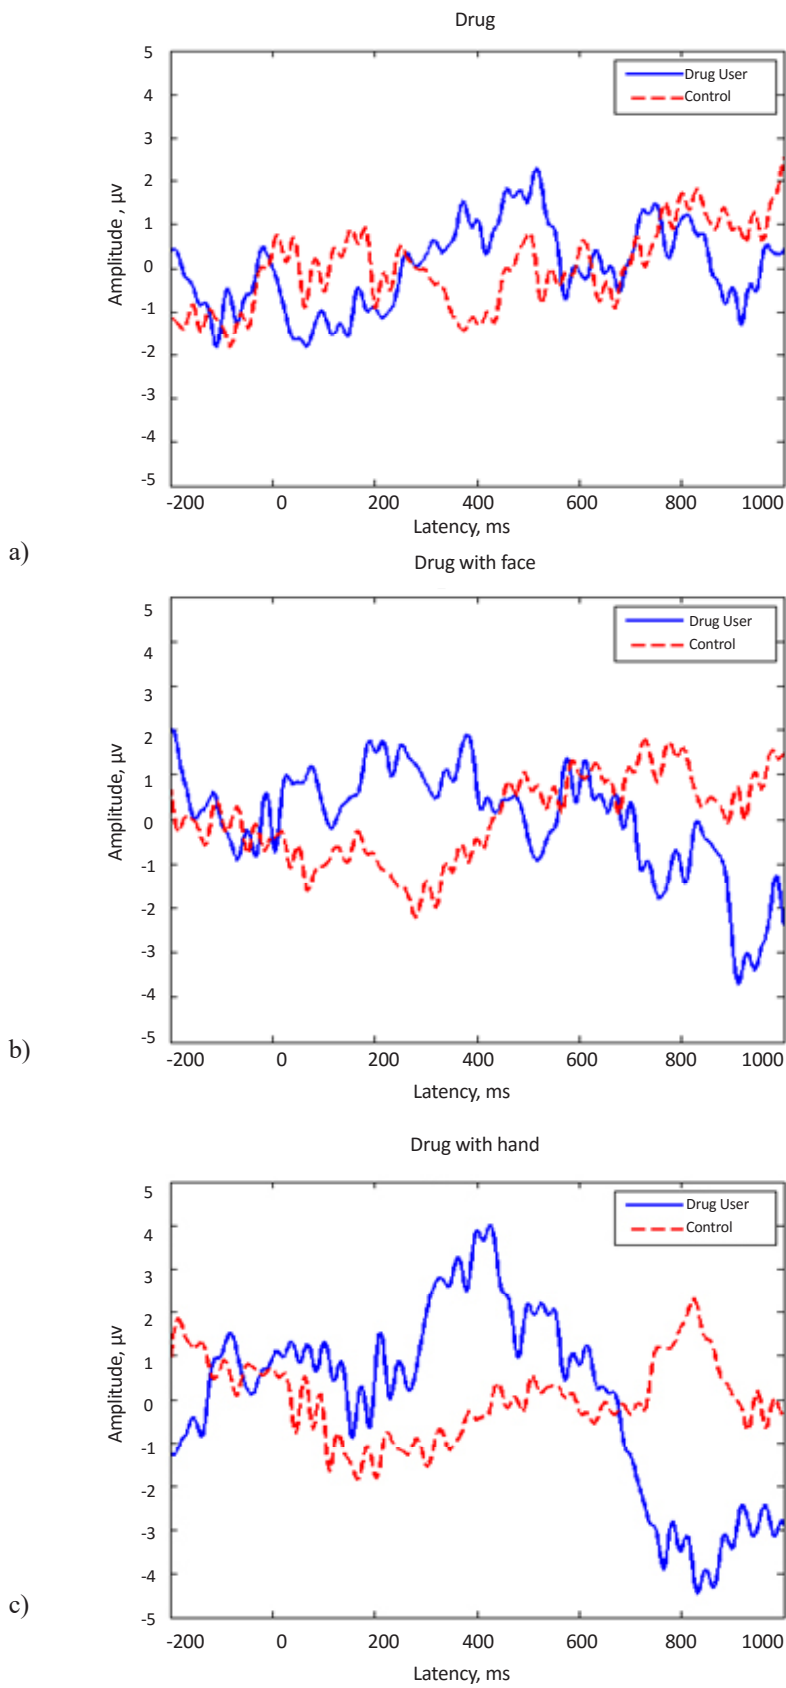 Drug
5
4
3
2
1
0
-1
-2
-3
-4
-5
Amplitude , μv
Drug User
Control
-200 0 200 400 600 800 1000
Latency, ms
a)
Drug with face
5
4
3
2
1
0
-1
-2
-3
-4
-5
Amplitude, μv
Drug User
Control
-200 0 200 400 600 800 1000
Latency, ms
b)
Drug with hand
5
4
3
2
1
0
-1
-2
-3
-4
-5
Amplitude, μv
Drug User
Control
-200 0 200 400 600 800 1000
Latency, ms
c)